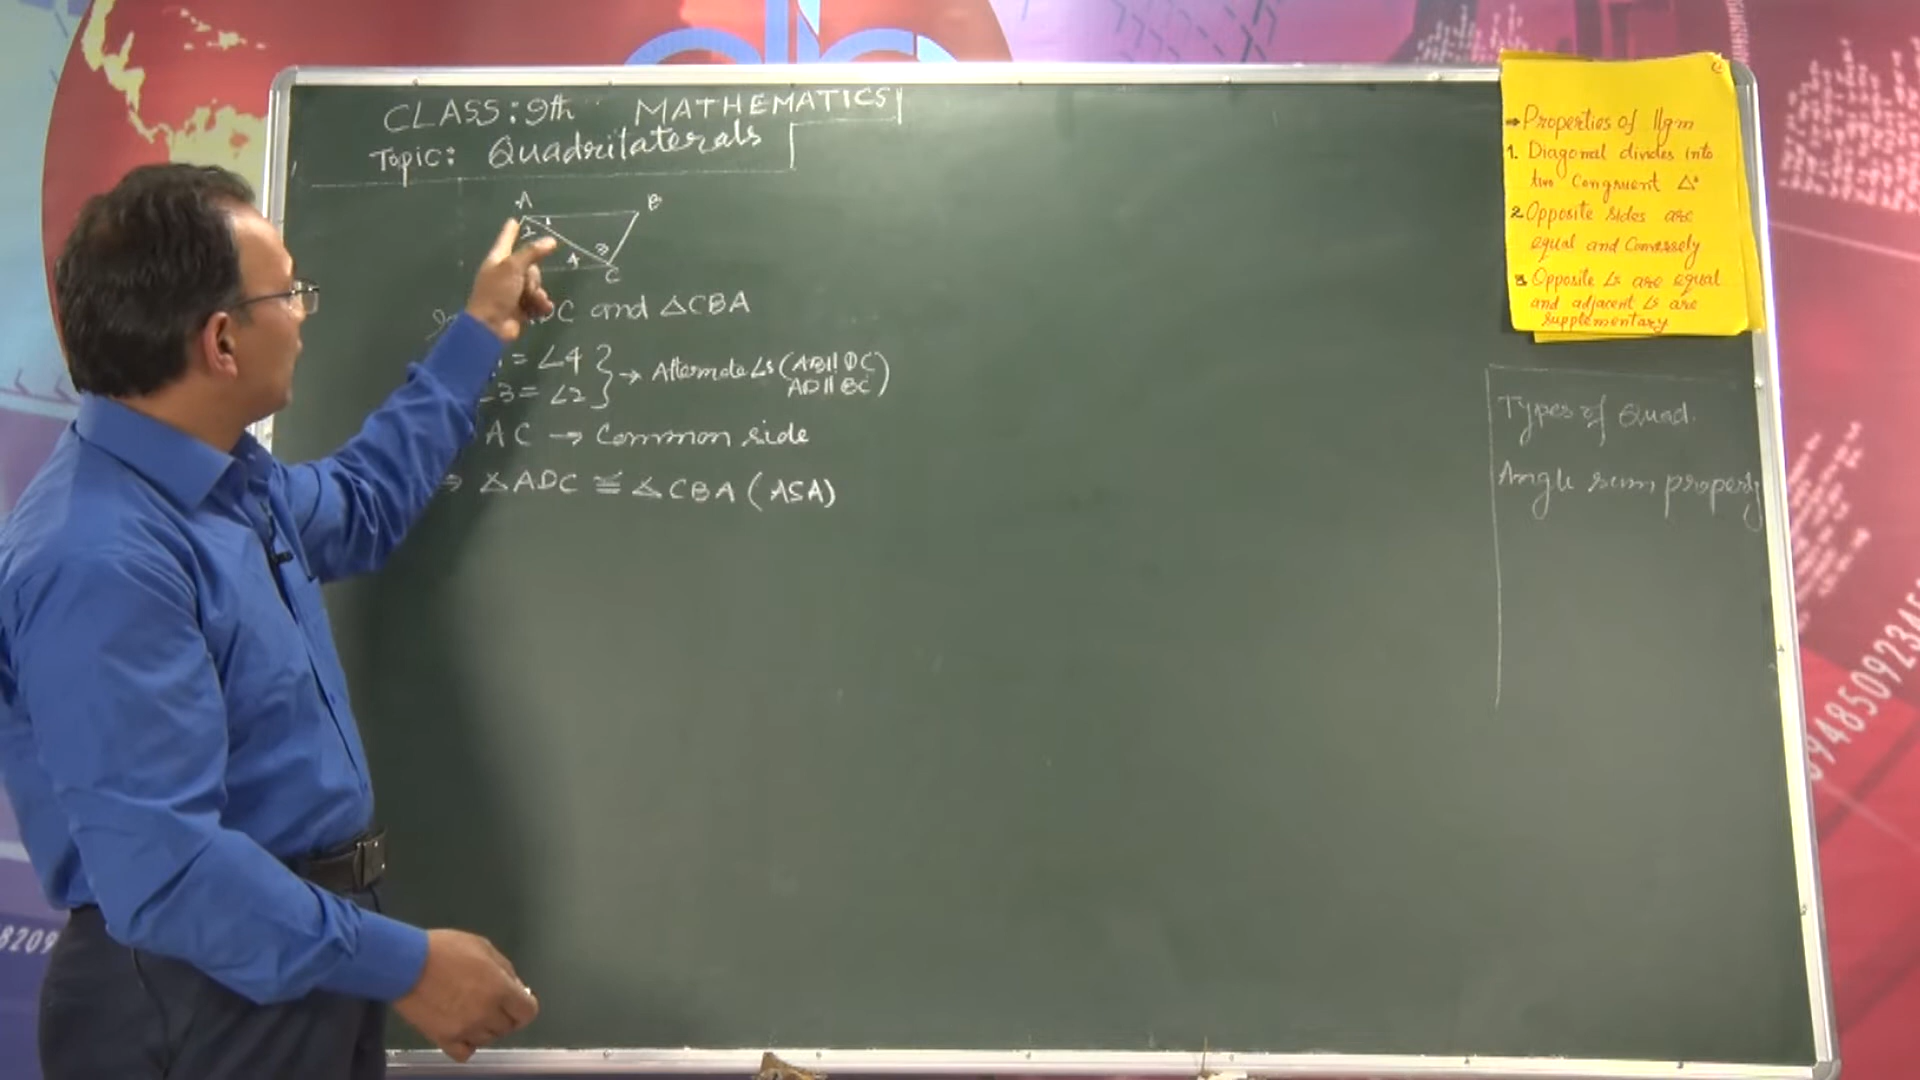 CLASS: 9th MATHEMATICS
Topic: Quadrilaterals
A B
1
2 3
4
C
DC and △CBA
= ∠4 } → Alternate ∠s (AB||DC
∠3 = ∠2 AD||BC)
AC → Common side
⇒ △ADC ≅ △CBA (ASA)
⇒ Properties of llgm
1. Diagonal divides into
two Congruent △s
2 Opposite sides are
equal and Conversely
3 Opposite ∠s are equal
and adjacent ∠s are
supplementary
Types of Quad.
Angle sum property